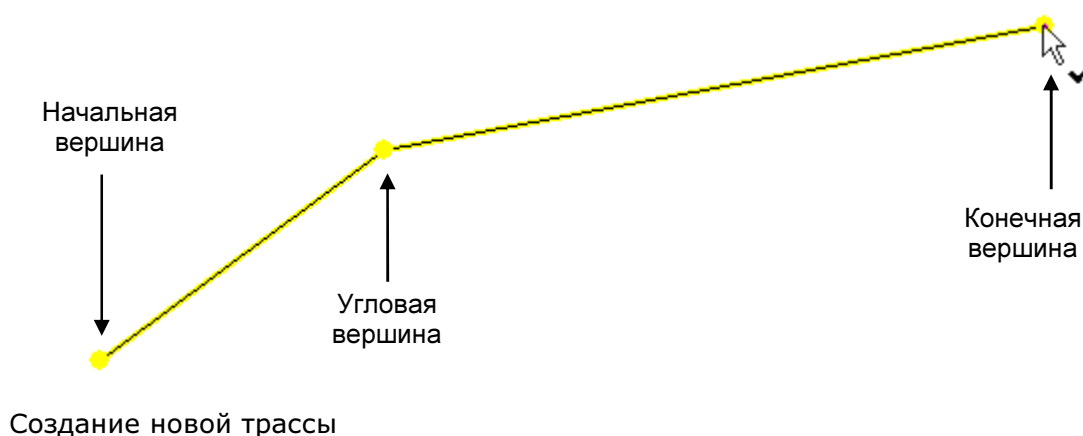 Начальная
вершина
Угловая
вершина
Конечная
вершина
Создание новой трассы